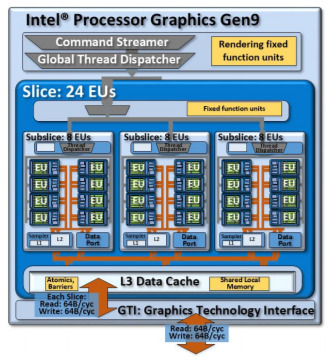 Intel® Processor Graphics Gen9
Command Streamer
Global Thread Dispatcher
Rendering fixed
function units
Slice: 24 EUs
Fixed function units
Subslice: 8 EUs
Thread
Dispatcher
EU EU
EU EU
EU EU
EU EU
Sampler
L1
L2
Data
Port
Subslice: 8 EUs
Thread
Dispatcher
EU EU
EU EU
EU EU
EU EU
Sampler
L1
L2
Data
Port
Subslice: 8 EUs
Thread
Dispatcher
EU EU
EU EU
EU EU
EU EU
Sampler
L1
L2
Data
Port
Atomics,
Barriers
L3 Data Cache
Shared Local
Memory
Each Slice:
Read: 64B/cyc
Write: 64B/cyc
GTI: Graphics Technology Interface
Read: 64B/cyc
Write: 64B/cyc